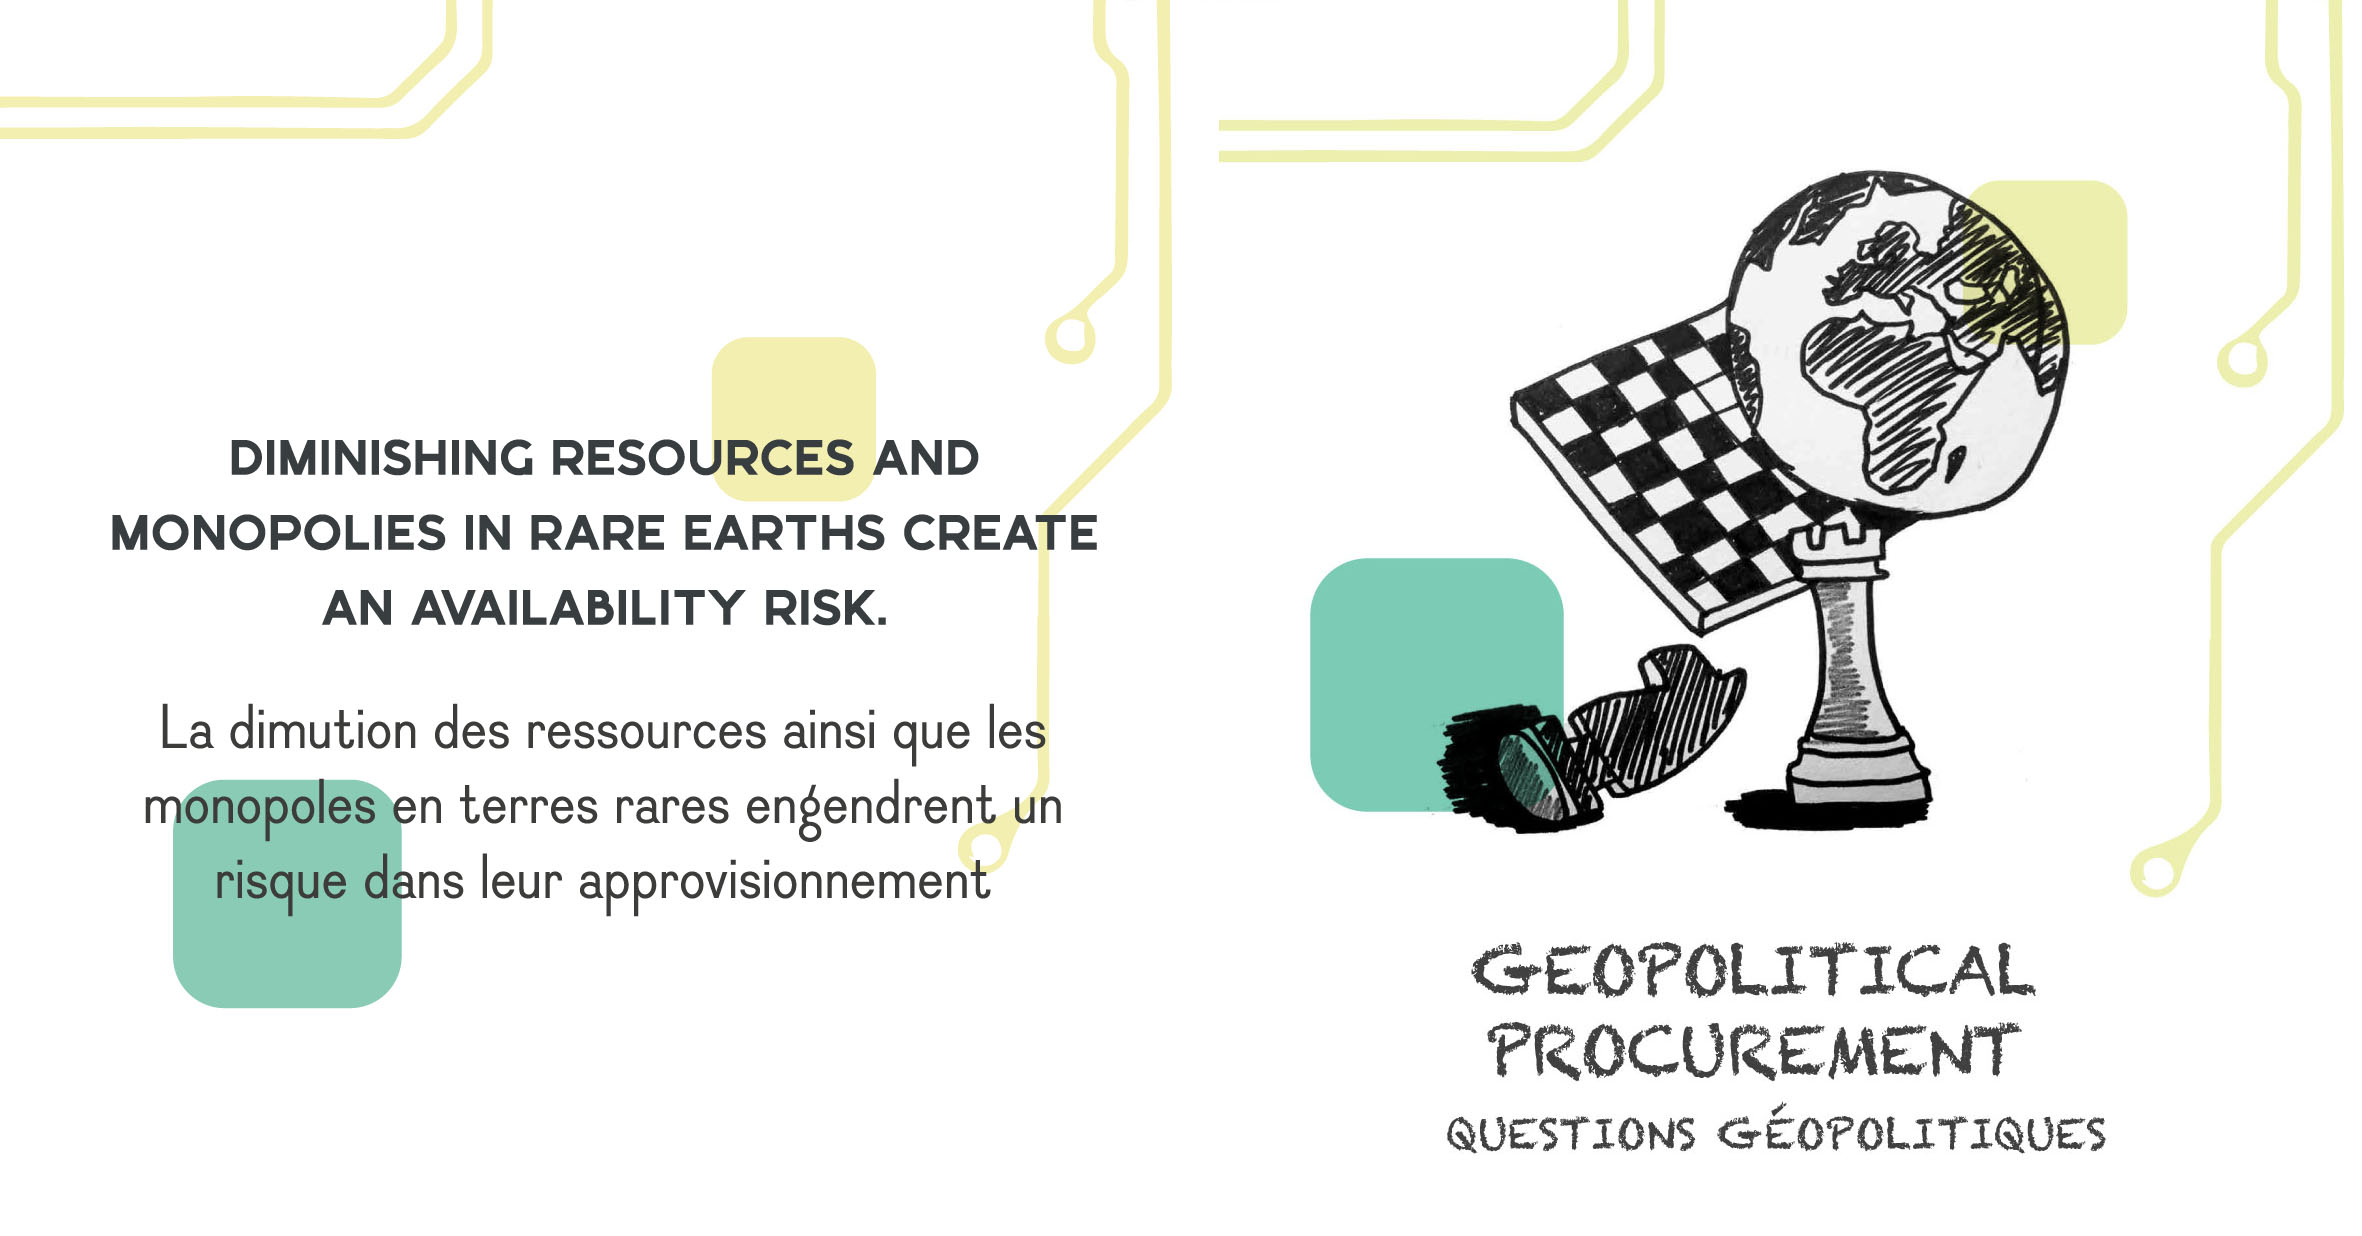 DIMINISHING RESOURCES AND
MONOPOLIES IN RARE EARTHS CREATE
AN AVAILABILITY RISK.
La dimution des ressources ainsi que les
monopoles en terres rares engendrent un
risque dans leur approvisionnement
GEOPOLITICAL
PROCUREMENT
QUESTIONS GÉOPOLITIQUES